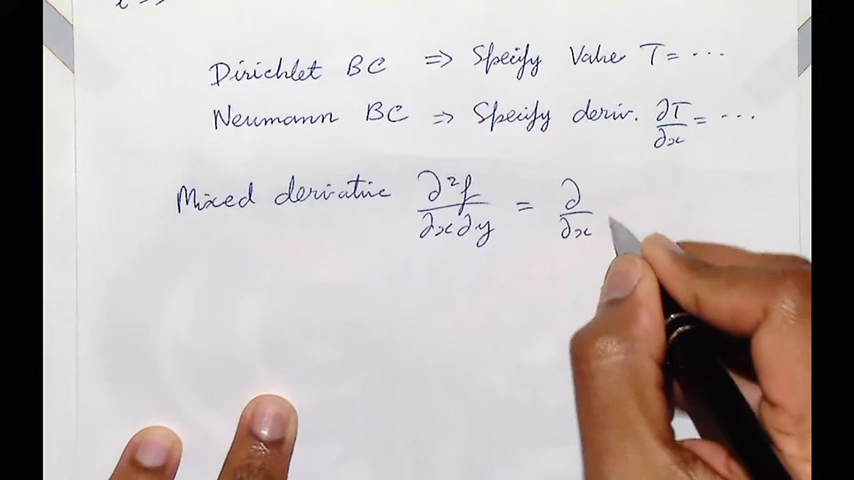 Dirichlet BC ⇒ Specify Value T = ...
Neumann BC ⇒ Specify deriv. ∂T/∂x = ...
Mixed derivative ∂²f/∂x∂y = ∂/∂x